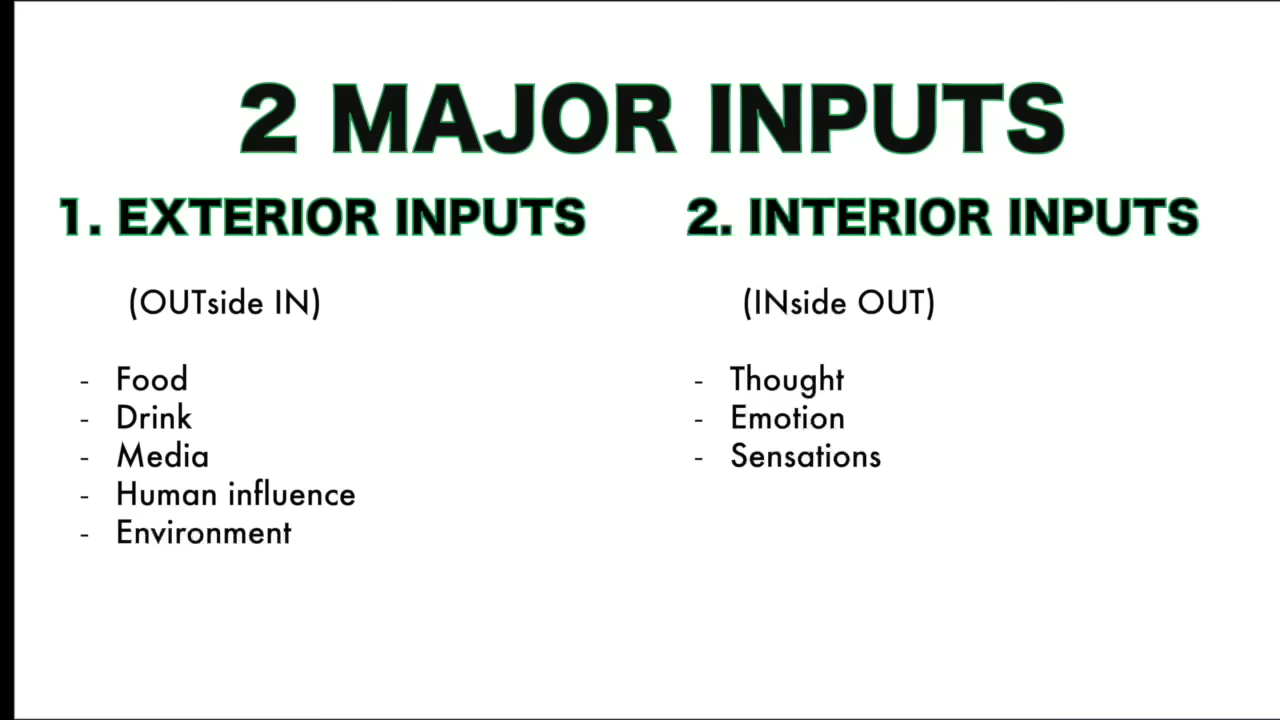 2 MAJOR INPUTS
1. EXTERIOR INPUTS
(OUTside IN)
- Food
- Drink
- Media
- Human influence
- Environment
2. INTERIOR INPUTS
(INside OUT)
- Thought
- Emotion
- Sensations